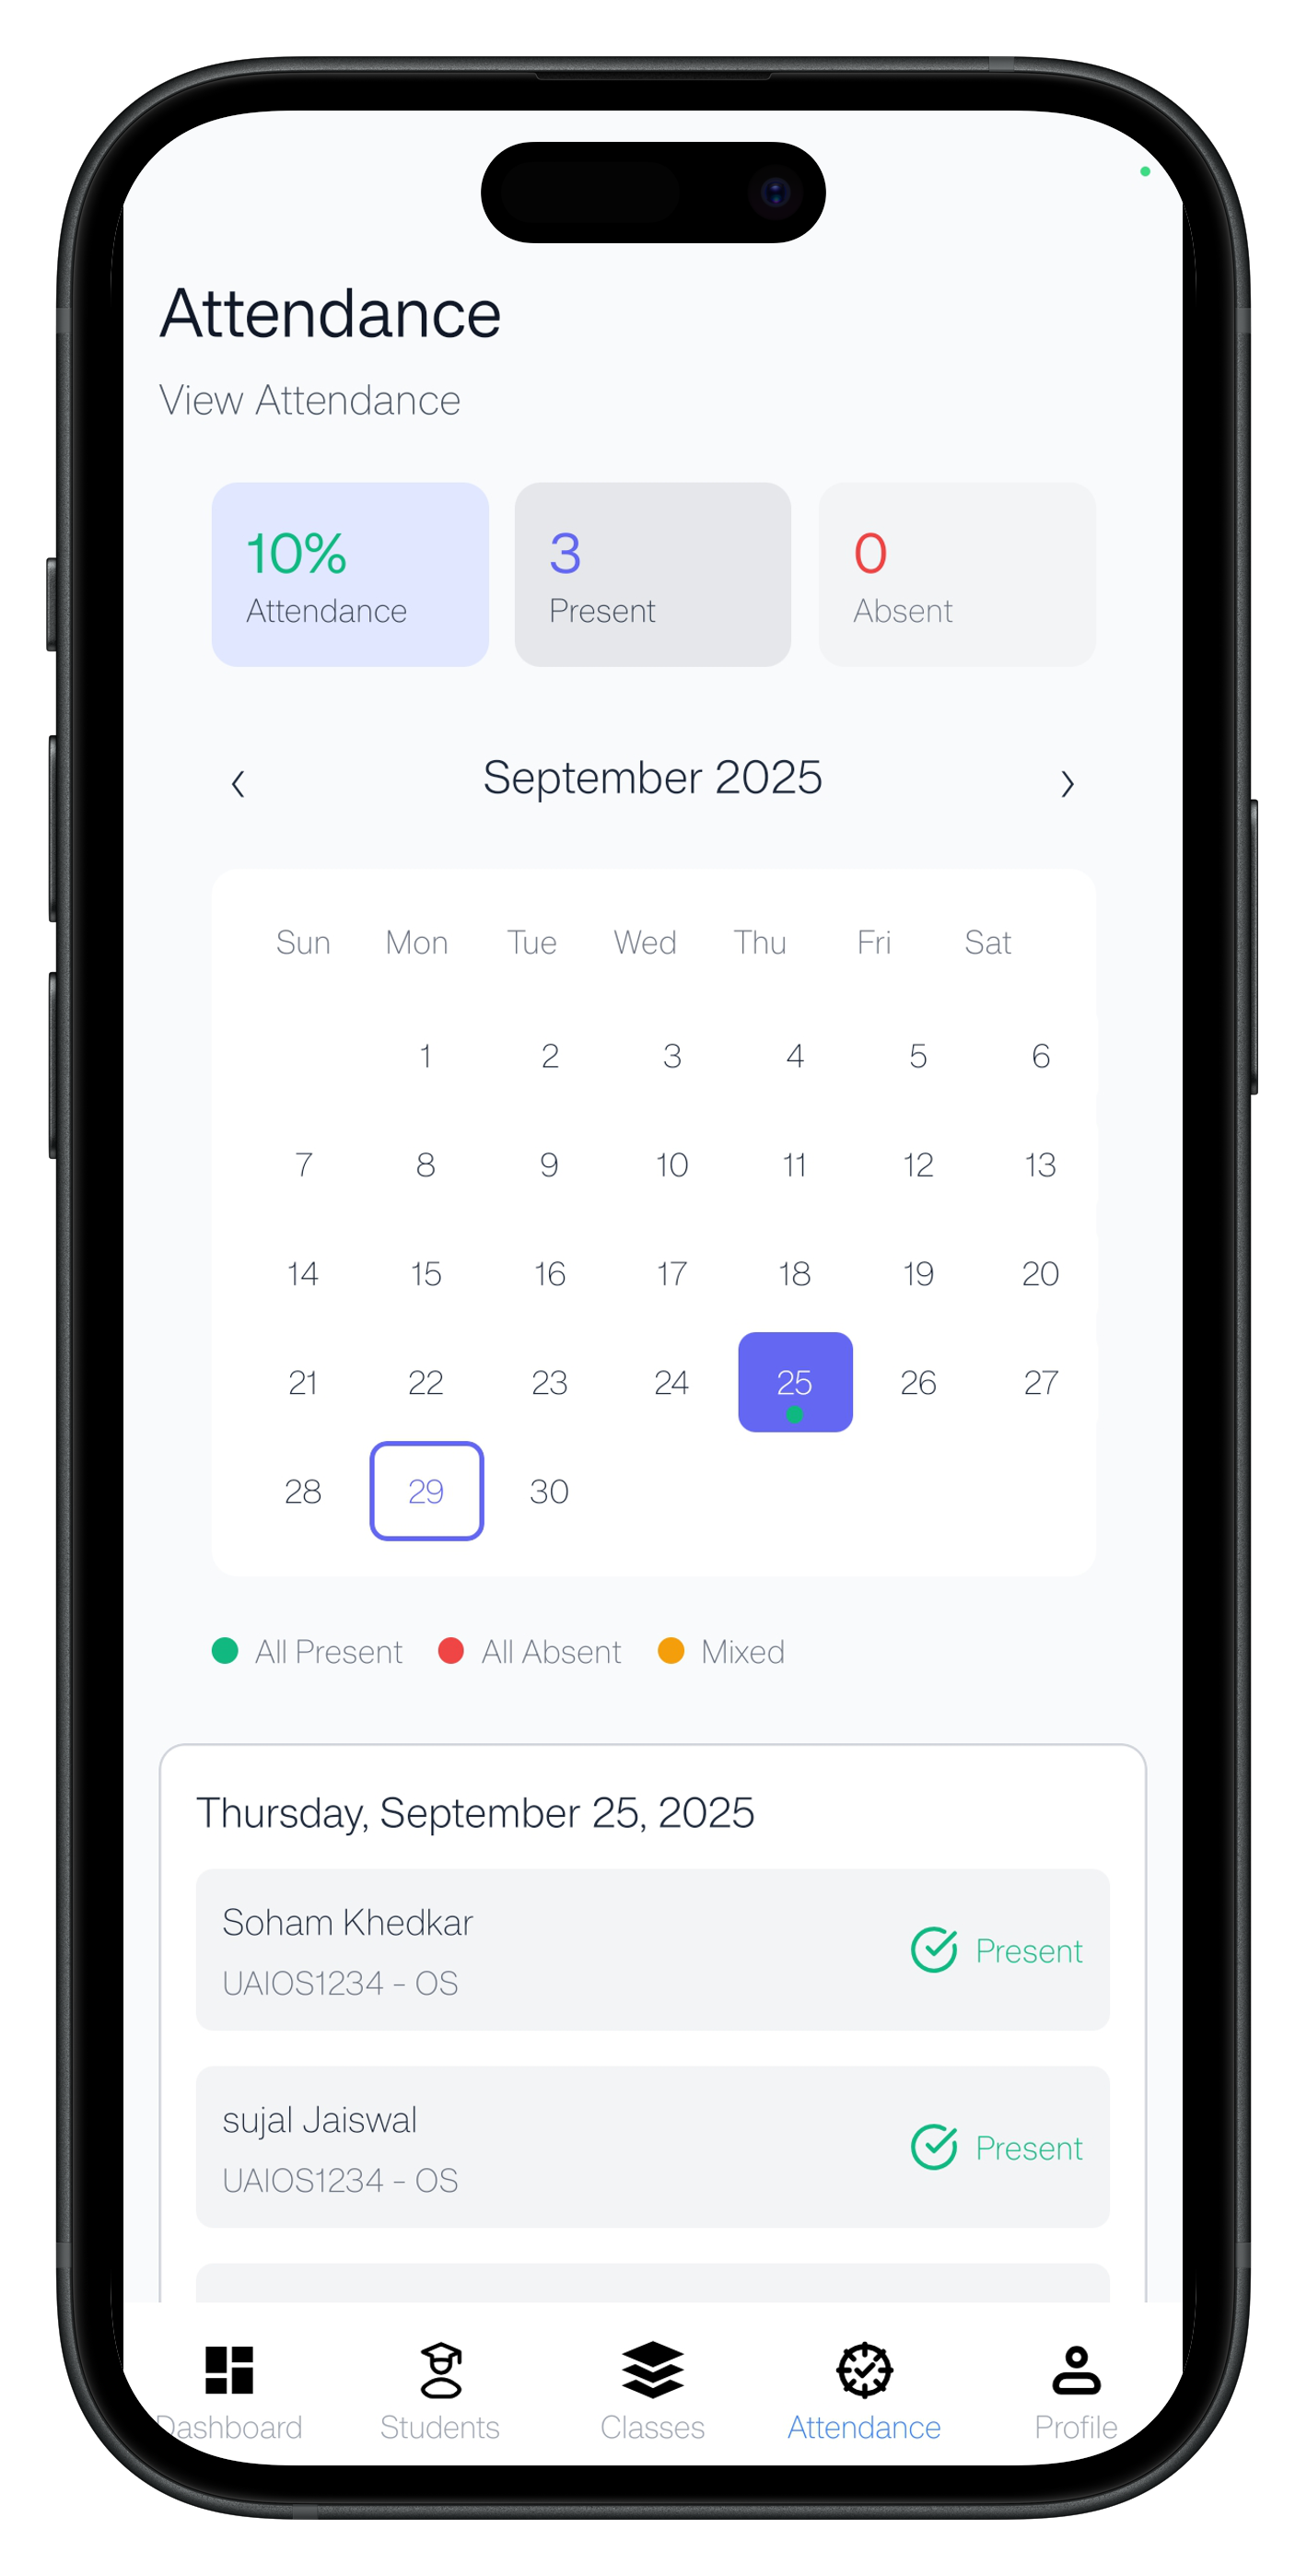 Attendance
View Attendance
10% 3 0
Attendance Present Absent
September 2025
Sun Mon Tue Wed Thu Fri Sat
1 2 3 4 5 6
7 8 9 10 11 12 13
14 15 16 17 18 19 20
21 22 23 24 25 26 27
28 29 30
All Present All Absent Mixed
Thursday, September 25, 2025
Soham Khedkar
UAIOS1234 - OS
Present
sujal Jaiswal
UAIOS1234 - OS
Present
Dashboard Students Classes Attendance Profile